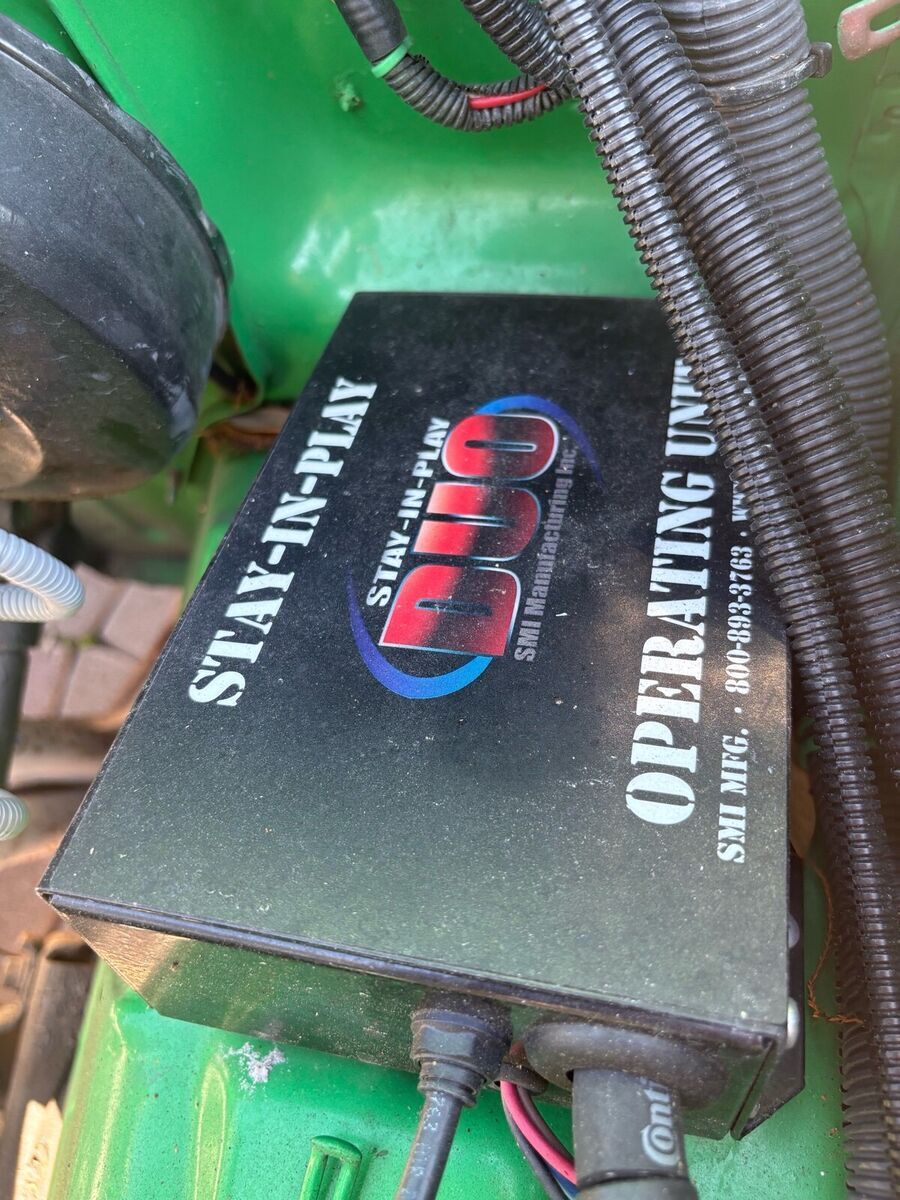 STAY-IN-PLAY
STAY-IN-PLAY
DUO
SMI Manufacturing Inc.
OPERATING UNIT
SMI MFG. . 800-893-3763 .